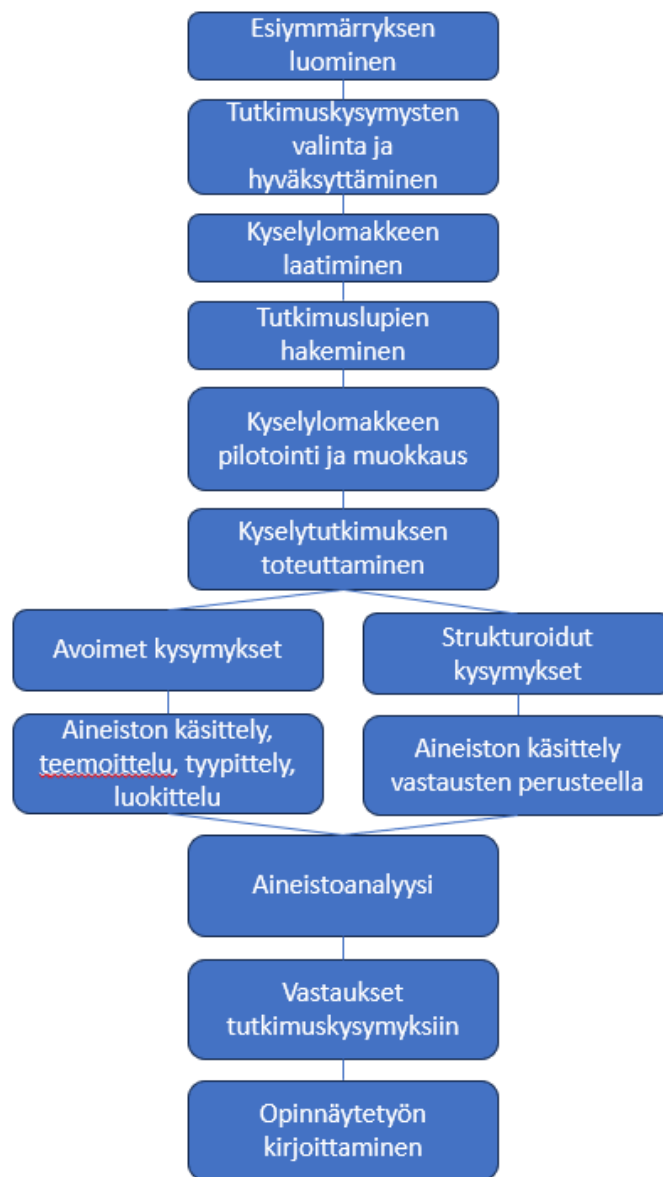 Esiymmärryksen
luominen
Tutkimuskysymysten
valinta ja
hyväksyttäminen
Kyselylomakkeen
laatiminen
Tutkimuslupien
hakeminen
Kyselylomakkeen
pilotointi ja muokkaus
Kyselytutkimuksen
toteuttaminen
Avoimet kysymykset
Strukturoidut
kysymykset
Aineiston käsittely,
teemoittelu, tyypittely,
luokittelu
Aineiston käsittely
vastausten perusteella
Aineistoanalyysi
Vastaukset
tutkimuskysymyksiin
Opinnäytetyön
kirjoittaminen